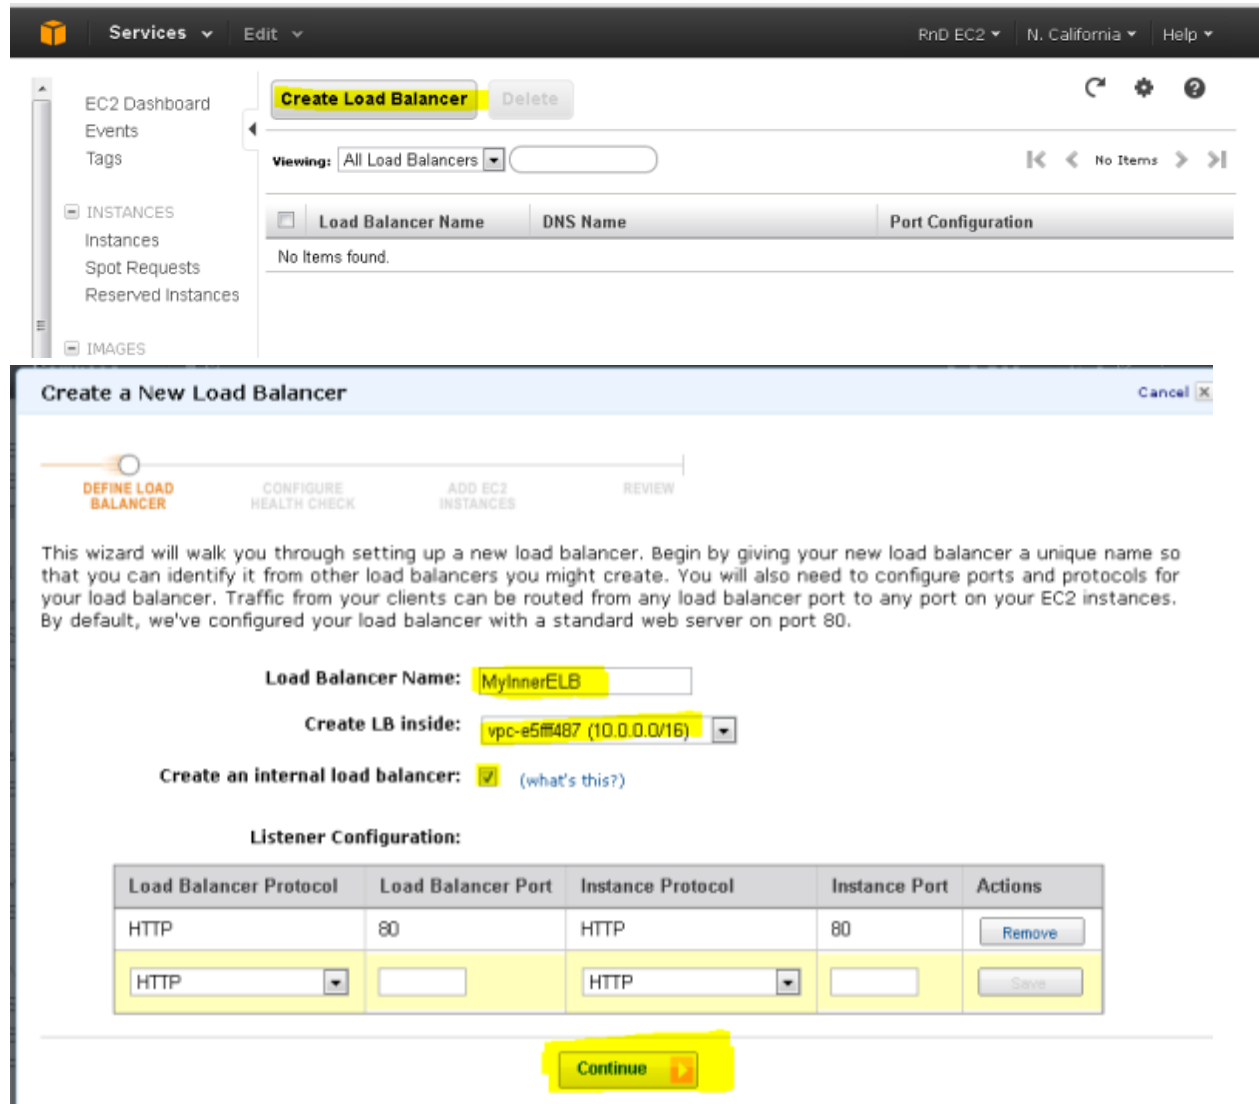 Services Edit RnD EC2 N. California Help
EC2 Dashboard
Events
Tags
INSTANCES
Instances
Spot Requests
Reserved Instances
IMAGES
Create Load Balancer Delete
Viewing: All Load Balancers No Items
Load Balancer Name DNS Name Port Configuration
No Items found.
Create a New Load Balancer Cancel
DEFINE LOAD BALANCER
CONFIGURE HEALTH CHECK
ADD EC2 INSTANCES
REVIEW
This wizard will walk you through setting up a new load balancer. Begin by giving your new load balancer a unique name so
that you can identify it from other load balancers you might create. You will also need to configure ports and protocols for
your load balancer. Traffic from your clients can be routed from any load balancer port to any port on your EC2 instances.
By default, we've configured your load balancer with a standard web server on port 80.
Load Balancer Name: MyInnerELB
Create LB inside: vpc-e5fff487 (10.0.0.0/16)
Create an internal load balancer: (what's this?)
Listener Configuration:
Load Balancer Protocol Load Balancer Port Instance Protocol Instance Port Actions
HTTP 80 HTTP 80 Remove
HTTP HTTP Save
Continue